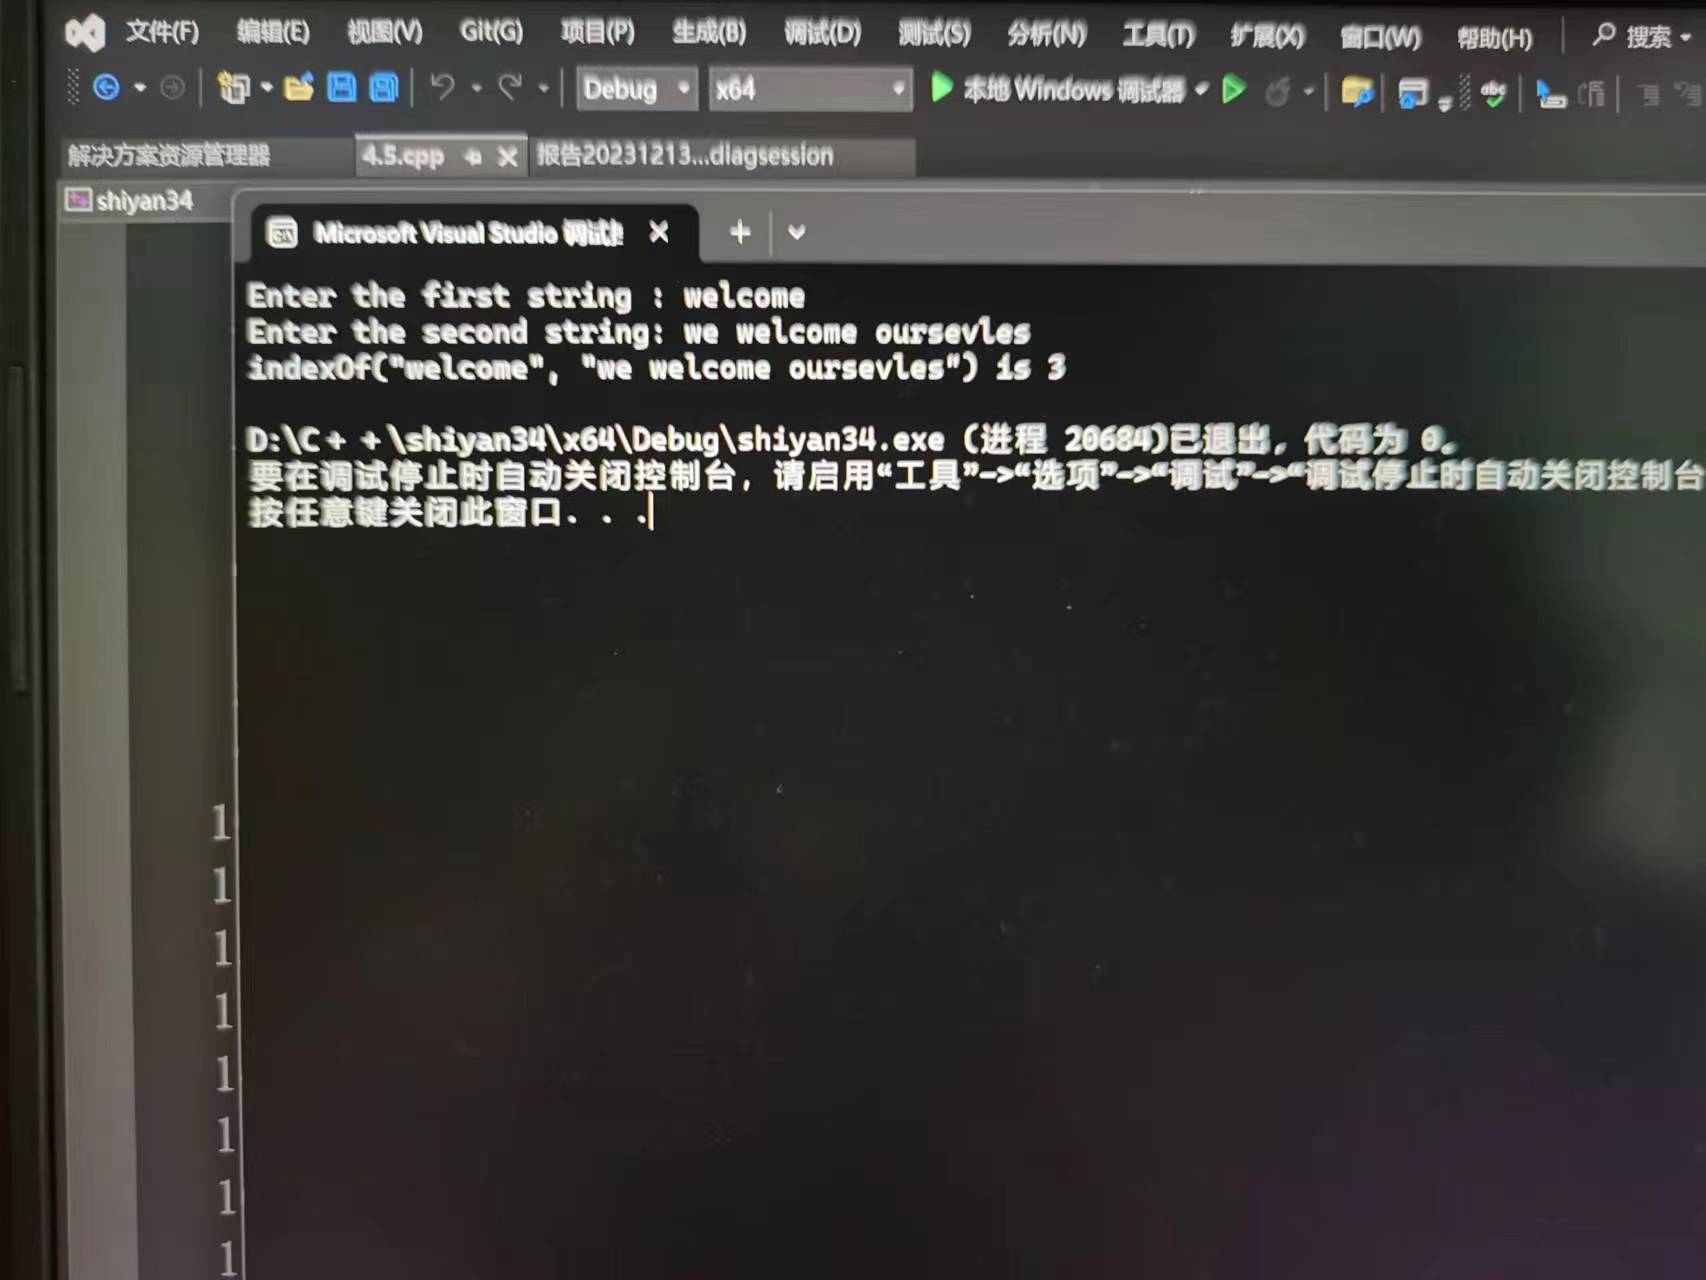 文件(F) 编辑(E) 视图(V) Git(G) 项目(P) 生成(B) 调试(D) 测试(S) 分析(N) 工具(T) 扩展(X) 窗口(W) 帮助(H) 搜索
Debug x64 本地 Windows 调试器
解决方案资源管理器 4.5.cpp 报告20231213...diagsession
shiyan34
Microsoft Visual Studio 调试
Enter the first string : welcome
Enter the second string: we welcome oursevles
indexOf("welcome", "we welcome oursevles") is 3
D:\C++\shiyan34\x64\Debug\shiyan34.exe (进程 20684)已退出，代码为 0。
要在调试停止时自动关闭控制台，请启用“工具”->“选项”->“调试”->“调试停止时自动关闭控制台
按任意键关闭此窗口. . .
1
1
1
1
1
1
1
1